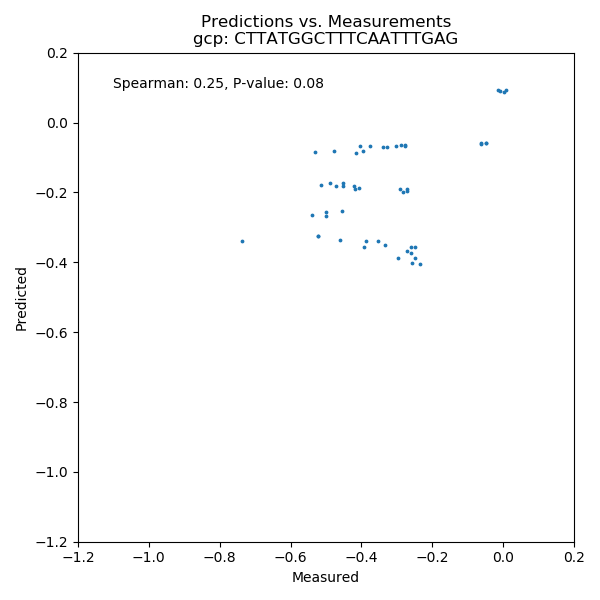 Predictions vs. Measurements
gcp: CTTATGGCTTTCAATTTGAG
Spearman: 0.25, P-value: 0.08
0.2
0.0
−0.2
−0.4
−0.6
−0.8
−1.0
−1.2
Predicted
−1.2 −1.0 −0.8 −0.6 −0.4 −0.2 0.0 0.2
Measured